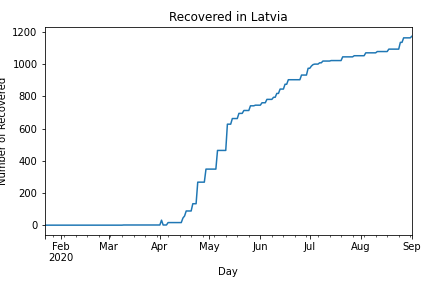 Recovered in Latvia
Number of Recovered
1200
1000
800
600
400
200
0
Feb Mar Apr May Jun Jul Aug Sep
2020
Day